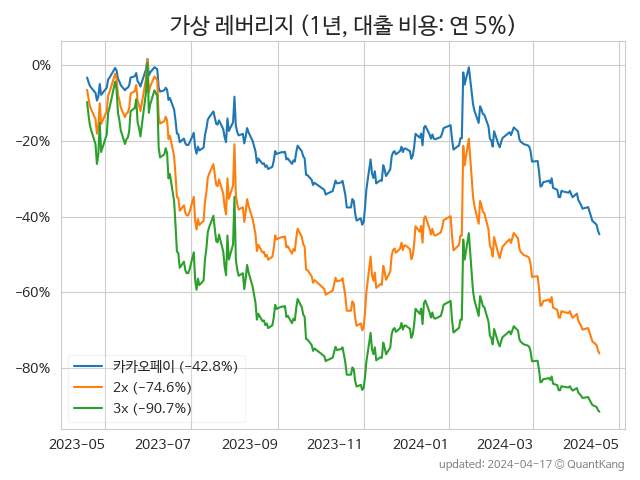 가상 레버리지 (1년, 대출 비용: 연 5%)
0%
−20%
−40%
−60%
−80%
카카오페이 (−42.8%)
2x (−74.6%)
3x (−90.7%)
2023-05 2023-07 2023-09 2023-11 2024-01 2024-03 2024-05
updated: 2024-04-17 © QuantKang